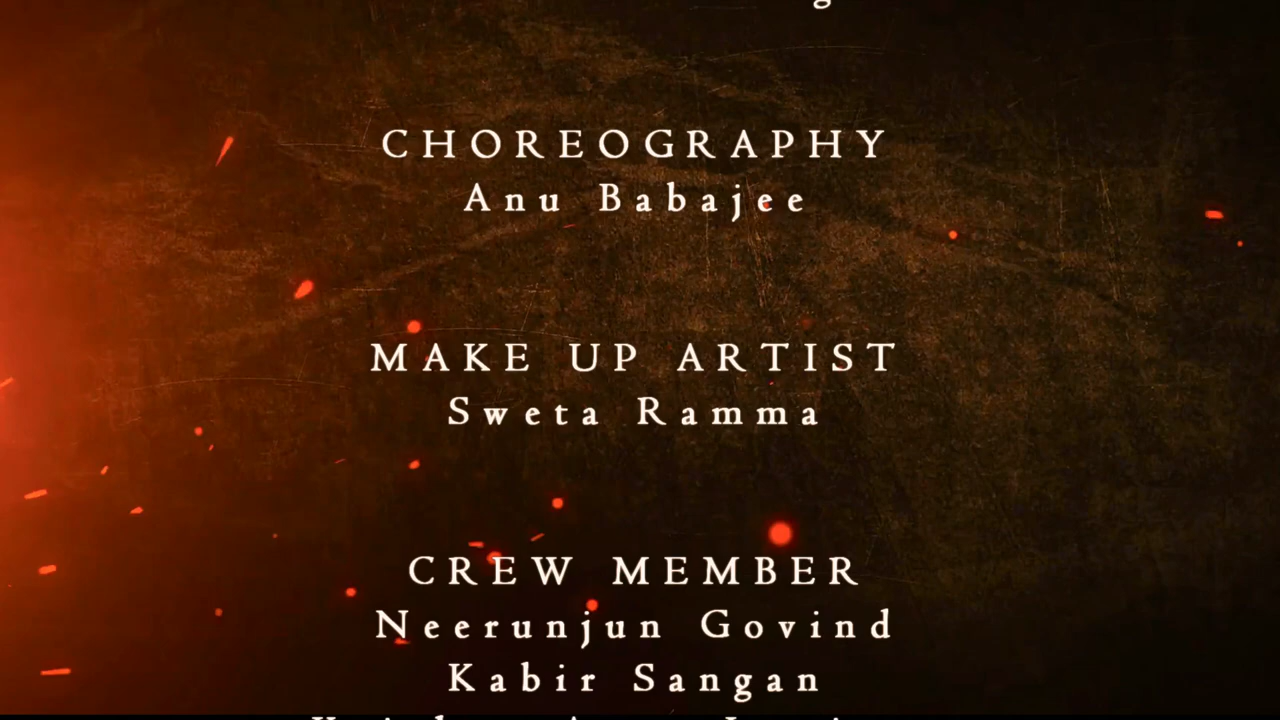 CHOREOGRAPHY
Anu Babajee
MAKE UP ARTIST
Sweta Ramma
CREW MEMBER
Neerunjun Govind
Kabir Sangan